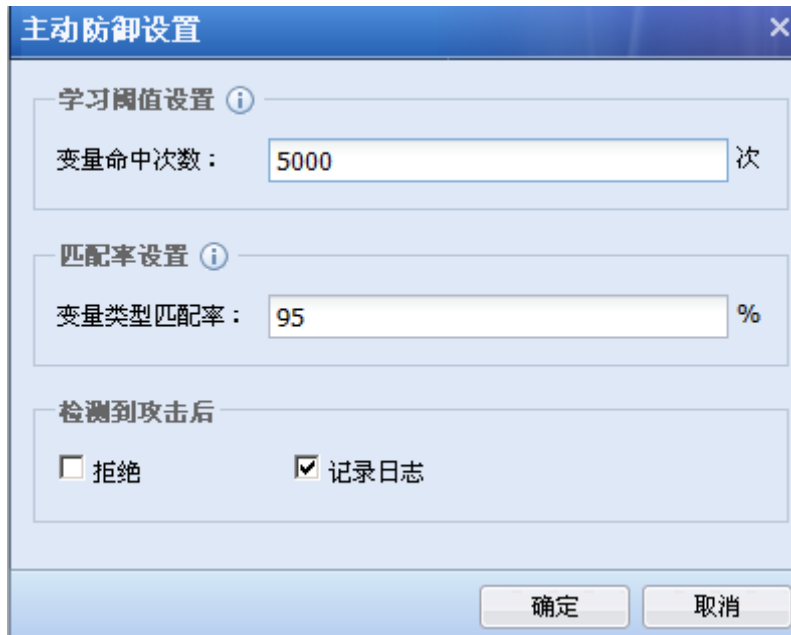 主动防御设置
学习阈值设置
变量命中次数： 5000 次
匹配率设置
变量类型匹配率： 95 %
检测到攻击后
拒绝 记录日志
确定 取消